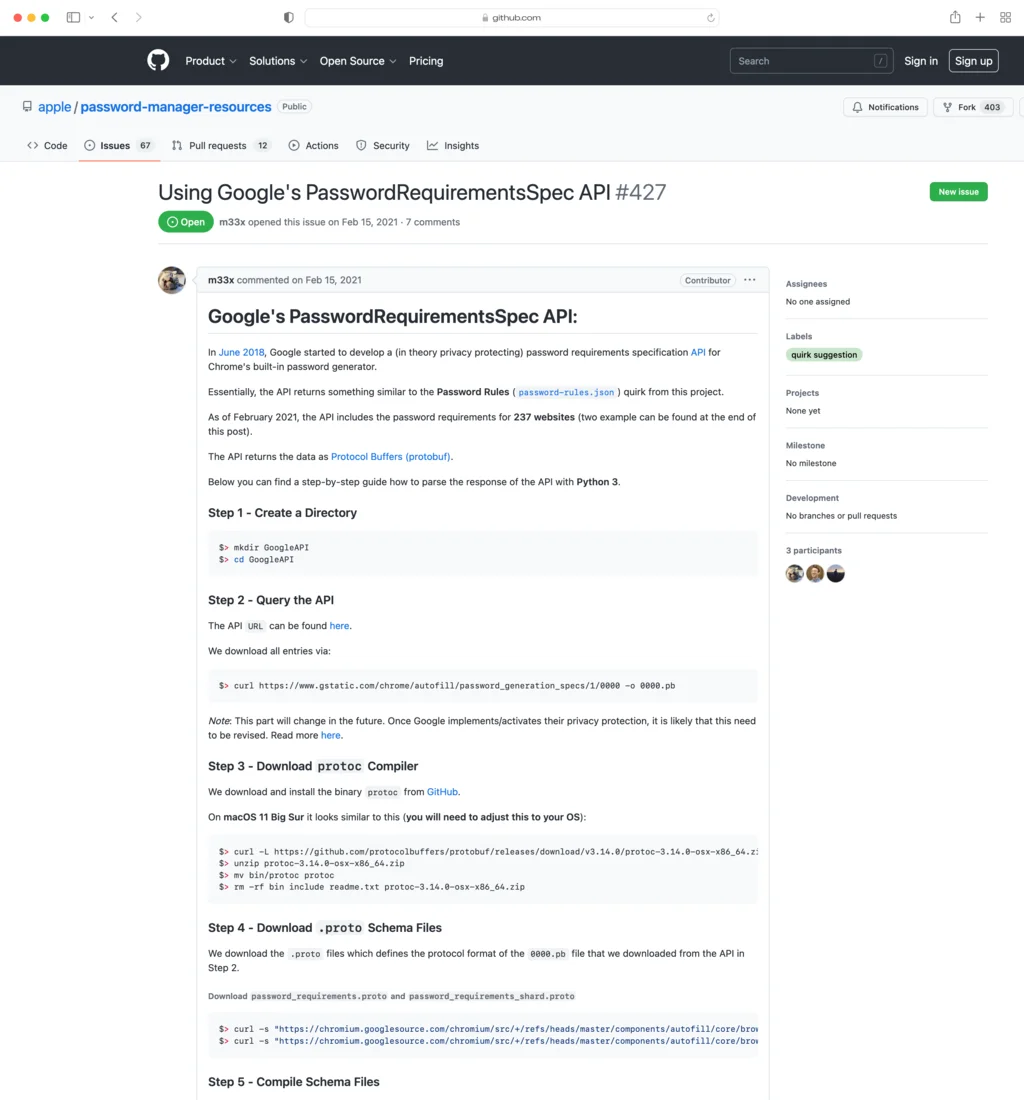 github.com
Product Solutions Open Source Pricing Search / Sign in Sign up
apple / password-manager-resources Public Notifications Fork 403
Code Issues 67 Pull requests 12 Actions Security Insights
Using Google's PasswordRequirementsSpec API #427 New issue
Open m33x opened this issue on Feb 15, 2021 · 7 comments
m33x commented on Feb 15, 2021 Contributor ...
Google's PasswordRequirementsSpec API:
In June 2018, Google started to develop a (in theory privacy protecting) password requirements specification API for
Chrome's built-in password generator.
Essentially, the API returns something similar to the Password Rules ( password-rules.json ) quirk from this project.
As of February 2021, the API includes the password requirements for 237 websites (two example can be found at the end of
this post).
The API returns the data as Protocol Buffers (protobuf).
Below you can find a step-by-step guide how to parse the response of the API with Python 3.
Step 1 - Create a Directory
$> mkdir GoogleAPI
$> cd GoogleAPI
Step 2 - Query the API
The API URL can be found here.
We download all entries via:
$> curl https://www.gstatic.com/chrome/autofill/password_generation_specs/1/0000 -o 0000.pb
Note: This part will change in the future. Once Google implements/activates their privacy protection, it is likely that this need
to be revised. Read more here.
Step 3 - Download protoc Compiler
We download and install the binary protoc from GitHub.
On macOS 11 Big Sur it looks similar to this (you will need to adjust this to your OS):
$> curl -L https://github.com/protocolbuffers/protobuf/releases/download/v3.14.0/protoc-3.14.0-osx-x86_64.zi
$> unzip protoc-3.14.0-osx-x86_64.zip
$> mv bin/protoc protoc
$> rm -rf bin include readme.txt protoc-3.14.0-osx-x86_64.zip
Step 4 - Download .proto Schema Files
We download the .proto files which defines the protocol format of the 0000.pb file that we downloaded from the API in
Step 2.
Download password_requirements.proto and password_requirements_shard.proto
$> curl -s "https://chromium.googlesource.com/chromium/src/+/refs/heads/master/components/autofill/core/brow
$> curl -s "https://chromium.googlesource.com/chromium/src/+/refs/heads/master/components/autofill/core/brow
Step 5 - Compile Schema Files
Assignees
No one assigned
Labels
quirk suggestion
Projects
None yet
Milestone
No milestone
Development
No branches or pull requests
3 participants